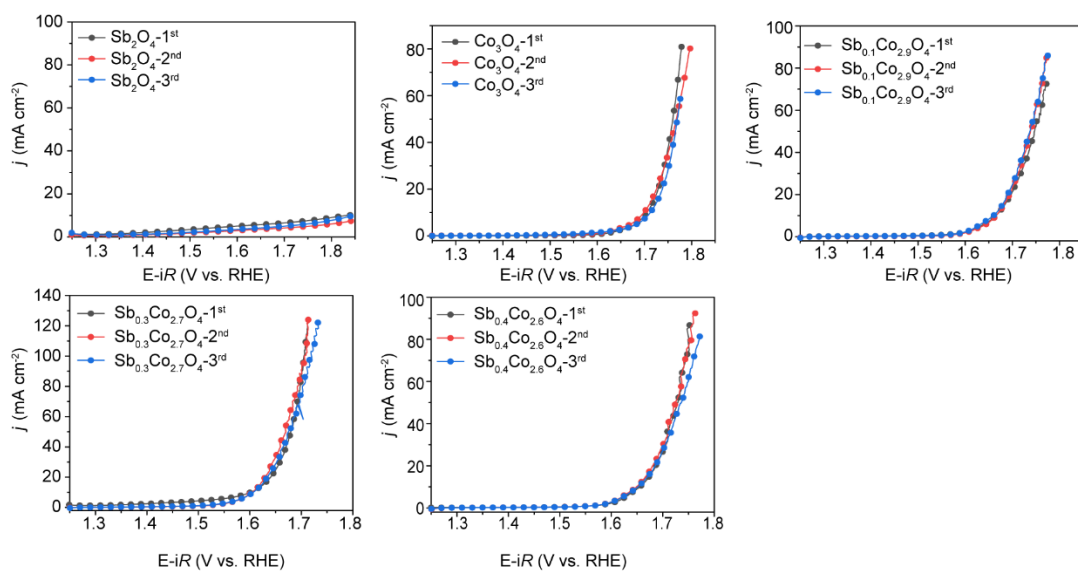 100
80
60
40
20
0
j (mA cm⁻²)
Sb₂O₄-1ˢᵗ
Sb₂O₄-2ⁿᵈ
Sb₂O₄-3ʳᵈ
1.3 1.4 1.5 1.6 1.7 1.8
E-iR (V vs. RHE)
100
80
60
40
20
0
j (mA cm⁻²)
Co₃O₄-1ˢᵗ
Co₃O₄-2ⁿᵈ
Co₃O₄-3ʳᵈ
1.3 1.4 1.5 1.6 1.7 1.8
E-iR (V vs. RHE)
100
80
60
40
20
0
j (mA cm⁻²)
Sb₀.₁Co₂.₉O₄-1ˢᵗ
Sb₀.₁Co₂.₉O₄-2ⁿᵈ
Sb₀.₁Co₂.₉O₄-3ʳᵈ
1.3 1.4 1.5 1.6 1.7 1.8
E-iR (V vs. RHE)
140
120
100
80
60
40
20
0
j (mA cm⁻²)
Sb₀.₃Co₂.₇O₄-1ˢᵗ
Sb₀.₃Co₂.₇O₄-2ⁿᵈ
Sb₀.₃Co₂.₇O₄-3ʳᵈ
1.3 1.4 1.5 1.6 1.7 1.8
E-iR (V vs. RHE)
100
80
60
40
20
0
j (mA cm⁻²)
Sb₀.₄Co₂.₆O₄-1ˢᵗ
Sb₀.₄Co₂.₆O₄-2ⁿᵈ
Sb₀.₄Co₂.₆O₄-3ʳᵈ
1.3 1.4 1.5 1.6 1.7 1.8
E-iR (V vs. RHE)